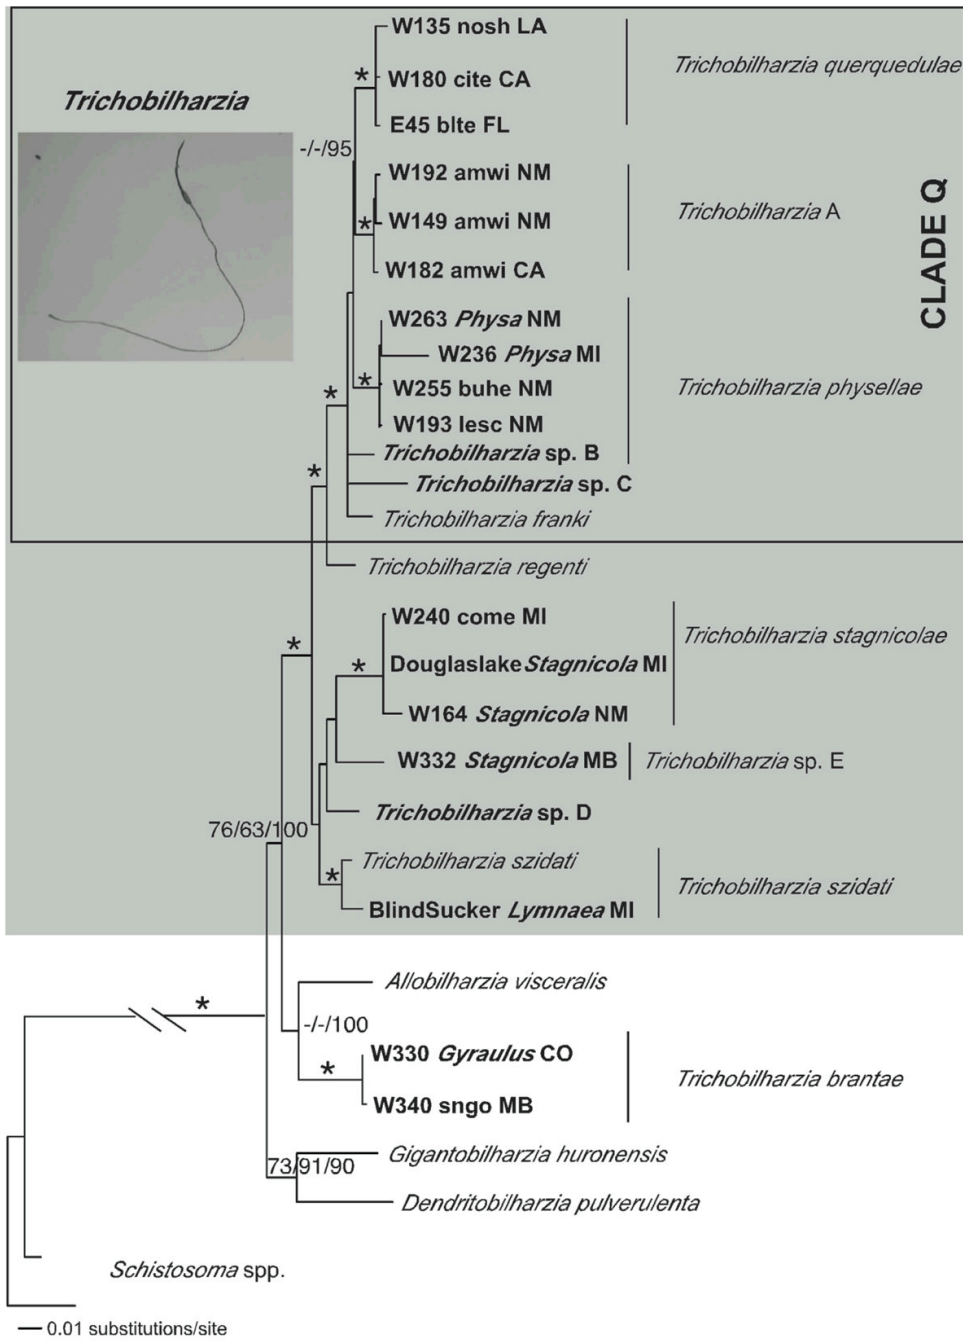 W135 nosh LA
Trichobilharzia querquedulae
*
W180 cite CA
Trichobilharzia
E45 blte FL
-/-/95
W192 amwi NM
CLADE Q
W149 amwi NM
Trichobilharzia A
*
W182 amwi CA
W263 Physa NM
W236 Physa MI
*
W255 buhe NM
Trichobilharzia physellae
*
W193 lesc NM
Trichobilharzia sp. B
*
Trichobilharzia sp. C
Trichobilharzia franki
Trichobilharzia regenti
W240 come MI
Trichobilharzia stagnicolae
*
*
Douglaslake Stagnicola MI
W164 Stagnicola NM
W332 Stagnicola MB
Trichobilharzia sp. E
Trichobilharzia sp. D
76/63/100
Trichobilharzia szidati
*
Trichobilharzia szidati
BlindSucker Lymnaea MI
Allobilharzia visceralis
*
-/-/100
W330 Gyraulus CO
*
Trichobilharzia brantae
W340 sngo MB
Gigantobilharzia huronensis
73/91/90
Dendritobilharzia pulverulenta
Schistosoma spp.
0.01 substitutions/site